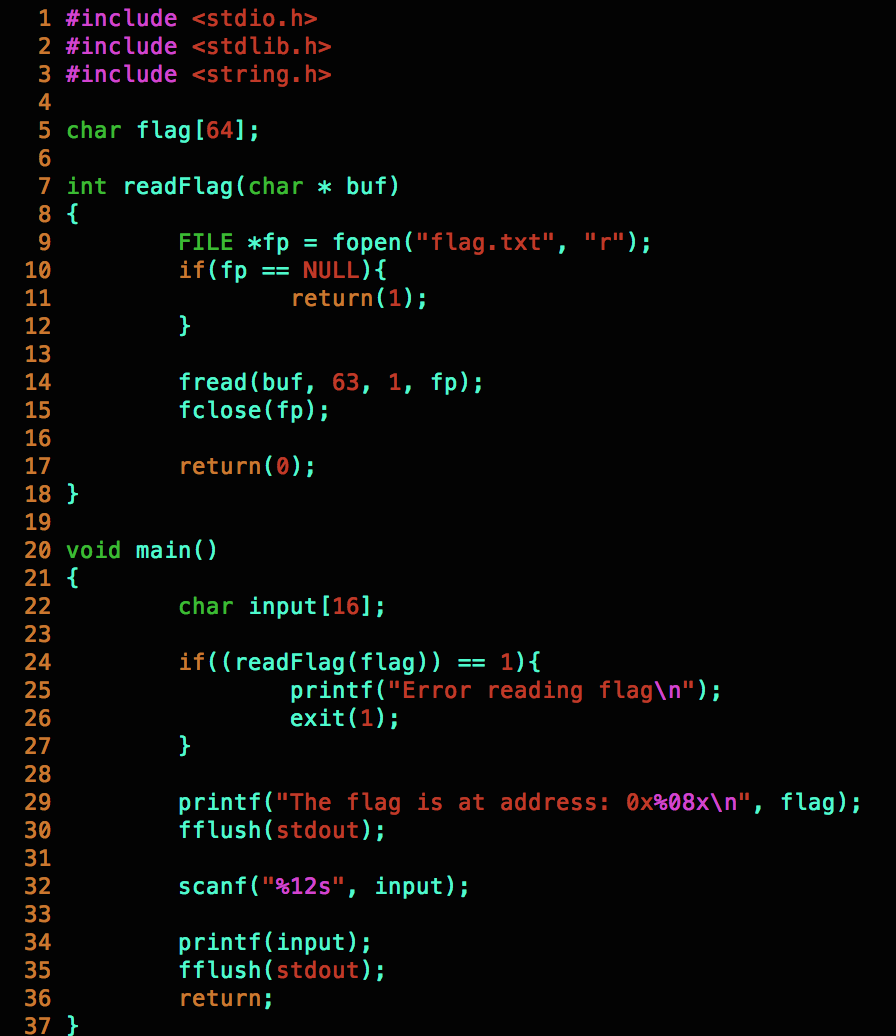 1 #include <stdio.h>
2 #include <stdlib.h>
3 #include <string.h>
4
5 char flag[64];
6
7 int readFlag(char * buf)
8 {
9         FILE *fp = fopen("flag.txt", "r");
10         if(fp == NULL){
11                 return(1);
12         }
13
14         fread(buf, 63, 1, fp);
15         fclose(fp);
16
17         return(0);
18 }
19
20 void main()
21 {
22         char input[16];
23
24         if((readFlag(flag)) == 1){
25                 printf("Error reading flag\n");
26                 exit(1);
27         }
28
29         printf("The flag is at address: 0x%08x\n", flag);
30         fflush(stdout);
31
32         scanf("%12s", input);
33
34         printf(input);
35         fflush(stdout);
36         return;
37 }